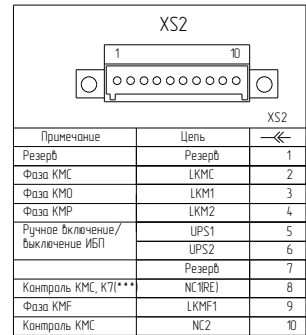 XS2
1 10
XS2
Примечание Цепь
Резерв Резерв 1
Фаза КМС LKMC 2
Фаза КМО LKM1 3
Фаза КМР LKM2 4
Ручное включение/ UPS1 5
выключение ИБП UPS2 6
Резерв 7
Контроль КМС, К7(***) NC1(RE) 8
Фаза KMF LKMF1 9
Контроль КМС NC2 10